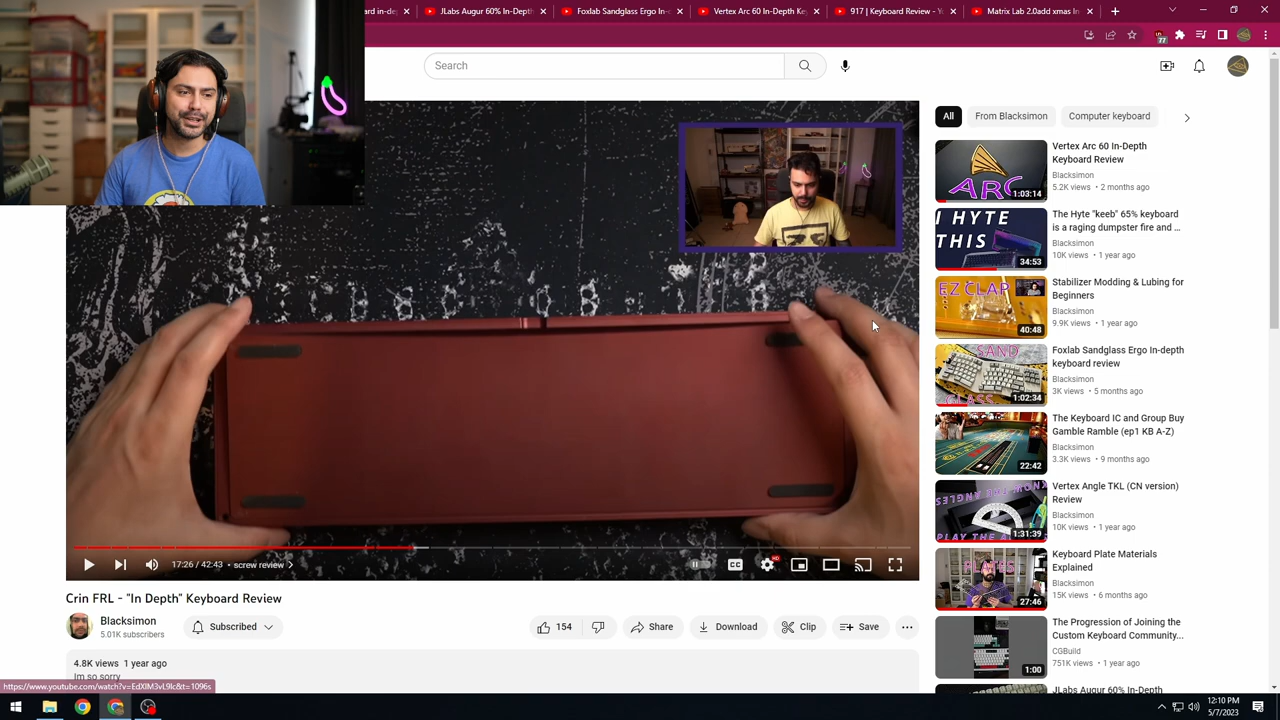 JLabs Augur 60% In-Depth
Foxlab Sandglass Ergo In-d
Vertex Arc 60 In-Depth Ke
917 | Keyboard Review
Matrix Lab 2.0add xmas In
77
Search
All
From Blacksimon
Computer keyboard
ARC
1:03:14
Vertex Arc 60 In-Depth
Keyboard Review
Blacksimon
5.2K views • 2 months ago
I HYTE
THIS
34:53
The Hyte "keeb" 65% keyboard
is a raging dumpster fire and ...
Blacksimon
10K views • 1 year ago
EZ CLAP
40:48
Stabilizer Modding & Lubing for
Beginners
Blacksimon
9.9K views • 1 year ago
SAND
GLASS
1:02:34
Foxlab Sandglass Ergo In-depth
keyboard review
Blacksimon
3K views • 5 months ago
22:42
The Keyboard IC and Group Buy
Gamble Ramble (ep1 KB A-Z)
Blacksimon
3.3K views • 9 months ago
KNOW THE ANGLES
PLAY THE A
1:31:39
Vertex Angle TKL (CN version)
Review
Blacksimon
10K views • 1 year ago
PLATES
27:46
Keyboard Plate Materials
Explained
Blacksimon
15K views • 6 months ago
1:00
The Progression of Joining the
Custom Keyboard Community...
CGBuild
751K views • 1 year ago
JLabs Augur 60% In-Depth
17:26 / 42:43 • screw review
CC
HD
Crin FRL - "In Depth" Keyboard Review
Blacksimon
5.01K subscribers
Subscribed
154
Share
Download
Clip
Save
4.8K views 1 year ago
Im so sorry
12:10 PM
5/7/2023